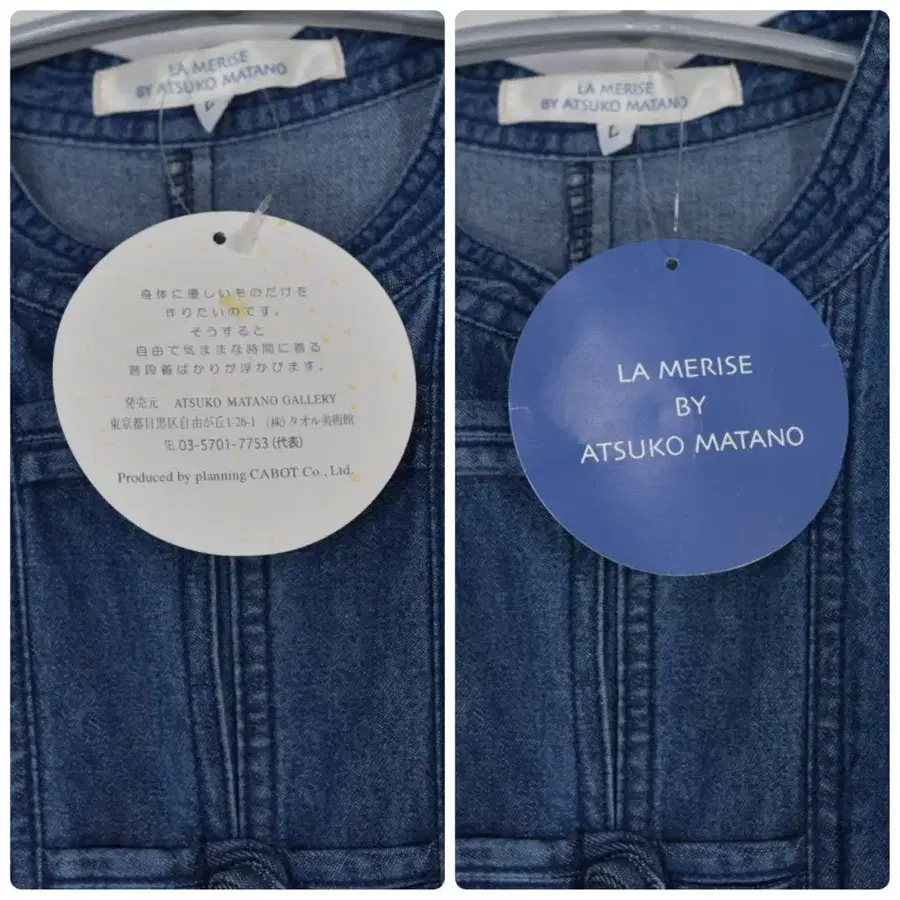 LA MERISE
BY ATSUKO MATANO
L
身体に優しいものだけを
作りたいのです。
そうすると
自由で気ままな時間に着る
普段着ばかりが浮かびます。
発売元 ATSUKO MATANO GALLERY
東京都目黒区自由が丘1-26-1 (株)タオル美術館
TEL 03-5701-7753 (代表)
Produced by planning CABOT Co., Ltd.
LA MERISE
BY ATSUKO MATANO
L
LA MERISE
BY
ATSUKO MATANO